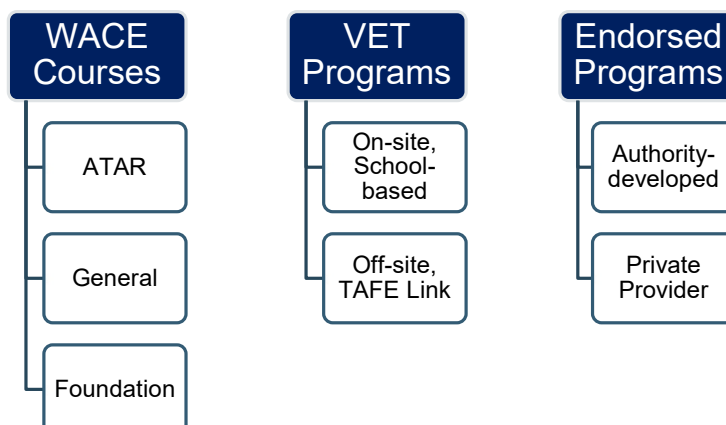 WACE
Courses
ATAR
General
Foundation
VET
Programs
On-site,
School-
based
Off-site,
TAFE Link
Endorsed
Programs
Authority-
developed
Private
Provider